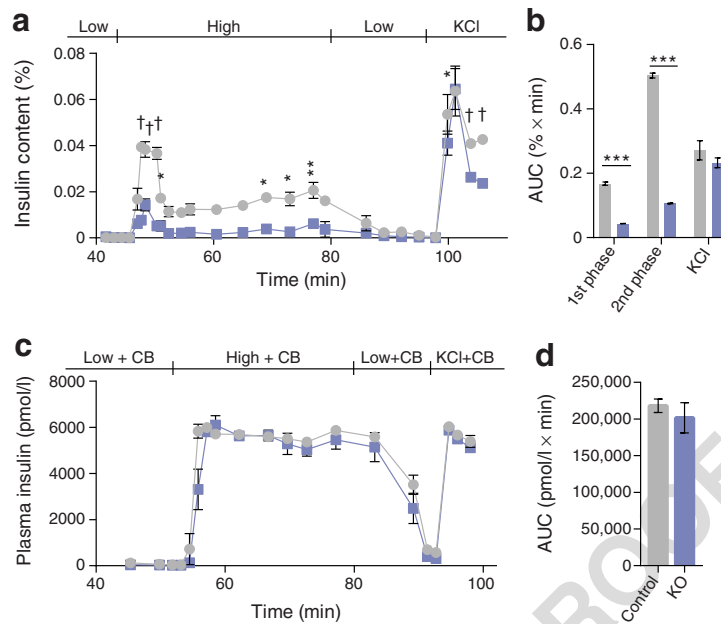 a
Low High Low KCl
Insulin content (%)
0.08
0.06
0.04
0.02
0
* † † † † †
* * * **
40 60 80 100
Time (min)
b
AUC (% × min)
0.6
0.4
0.2
0
***
***
1st phase 2nd phase KCl
c
Low + CB High + CB Low+CB KCl+CB
Plasma insulin (pmol/l)
8000
6000
4000
2000
0
40 60 80 100
Time (min)
d
AUC (pmol/l × min)
250,000
200,000
150,000
100,000
50,000
0
Control KO
PROOF